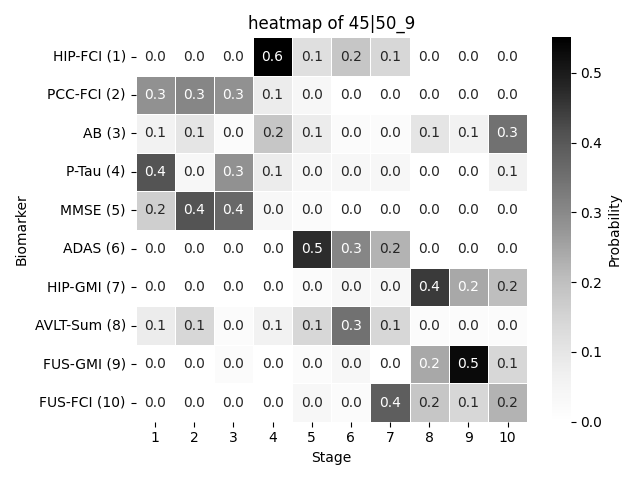 heatmap of 45|50_9
HIP-FCI (1) 0.0 0.0 0.0 0.6 0.1 0.2 0.1 0.0 0.0 0.0
PCC-FCI (2) 0.3 0.3 0.3 0.1 0.0 0.0 0.0 0.0 0.0 0.0
AB (3) 0.1 0.1 0.0 0.2 0.1 0.0 0.0 0.1 0.1 0.3
P-Tau (4) 0.4 0.0 0.3 0.1 0.0 0.0 0.0 0.0 0.0 0.1
MMSE (5) 0.2 0.4 0.4 0.0 0.0 0.0 0.0 0.0 0.0 0.0
ADAS (6) 0.0 0.0 0.0 0.0 0.5 0.3 0.2 0.0 0.0 0.0
HIP-GMI (7) 0.0 0.0 0.0 0.0 0.0 0.0 0.0 0.4 0.2 0.2
AVLT-Sum (8) 0.1 0.1 0.0 0.1 0.1 0.3 0.1 0.0 0.0 0.0
FUS-GMI (9) 0.0 0.0 0.0 0.0 0.0 0.0 0.0 0.2 0.5 0.1
FUS-FCI (10) 0.0 0.0 0.0 0.0 0.0 0.0 0.4 0.2 0.1 0.2
1 2 3 4 5 6 7 8 9 10
Stage
Biomarker
0.5
0.4
0.3
0.2
0.1
0.0
Probability